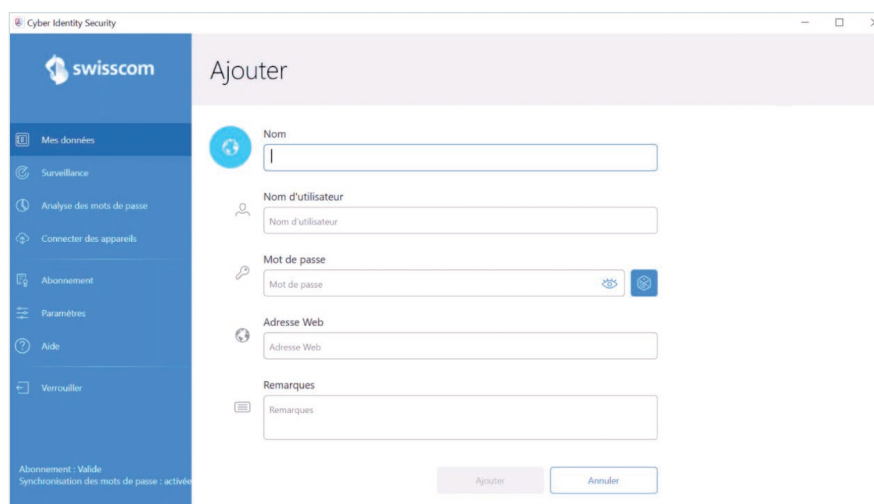 Cyber Identity Security
swisscom
Ajouter
Mes données
Surveillance
Analyse des mots de passe
Connecter des appareils
Abonnement
Paramètres
Aide
Verrouiller
Abonnement : Valide
Synchronisation des mots de passe : activée
Nom
Nom d'utilisateur
Nom d'utilisateur
Mot de passe
Mot de passe
Adresse Web
Adresse Web
Remarques
Remarques
Ajouter
Annuler